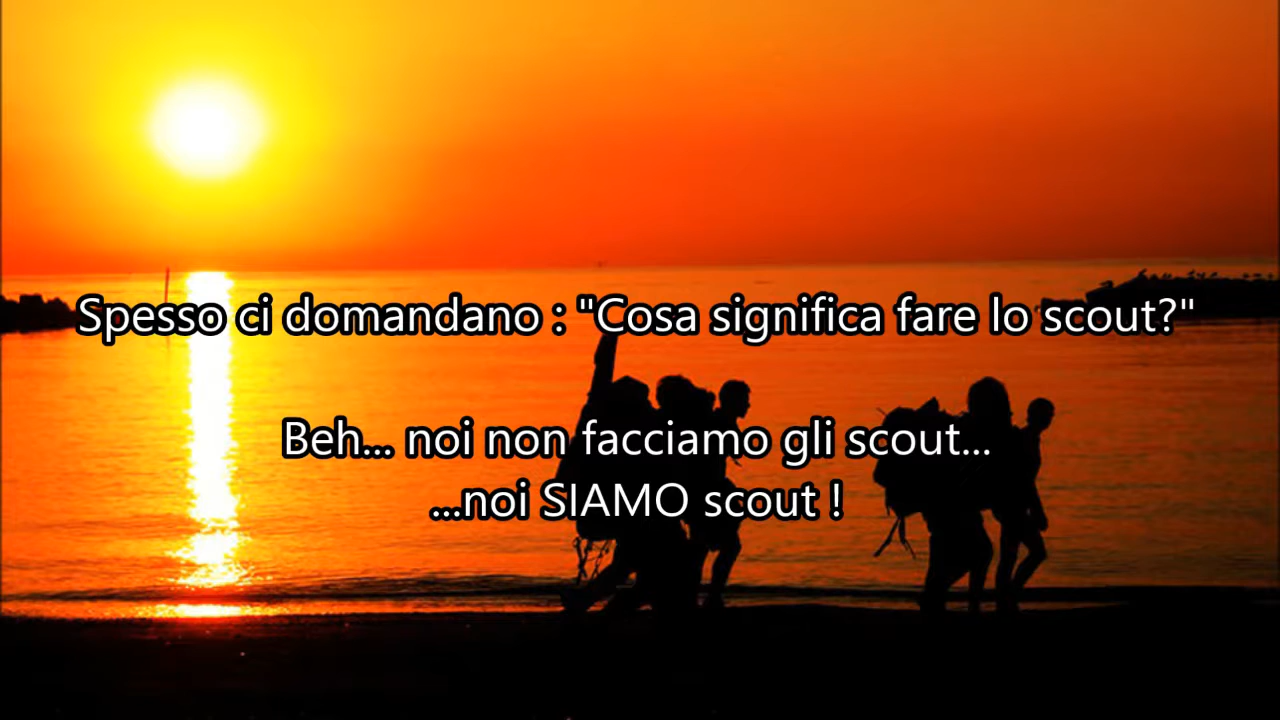 Spesso ci domandano : "Cosa significa fare lo scout?"
Beh... noi non facciamo gli scout...
...noi SIAMO scout !